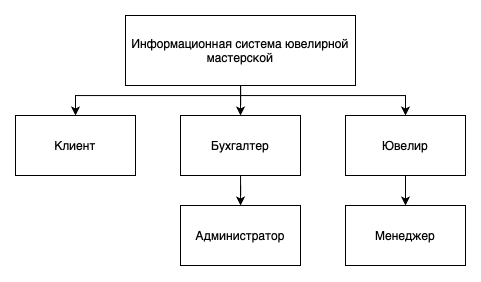 Информационная система ювелирной
мастерской
Клиент
Бухгалтер
Ювелир
Администратор
Менеджер